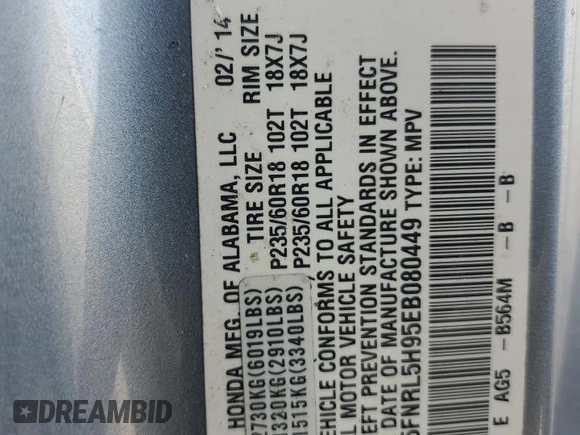 HONDA MFG. OF ALABAMA, LLC 02/'14
TIRE SIZE RIM SIZE
2730KG(6019LBS)
1320KG(2910LBS) P235/60R18 102T 18X7J
1515KG(3340LBS) P235/60R18 102T 18X7J
VEHICLE CONFORMS TO ALL APPLICABLE
MOTOR VEHICLE SAFETY
THEFT PREVENTION STANDARDS IN EFFECT
DATE OF MANUFACTURE SHOWN ABOVE.
5FNRL5H95EB080449 TYPE: MPV
E AG5 -B564M -B -B
DREAMBID
DREAMBID